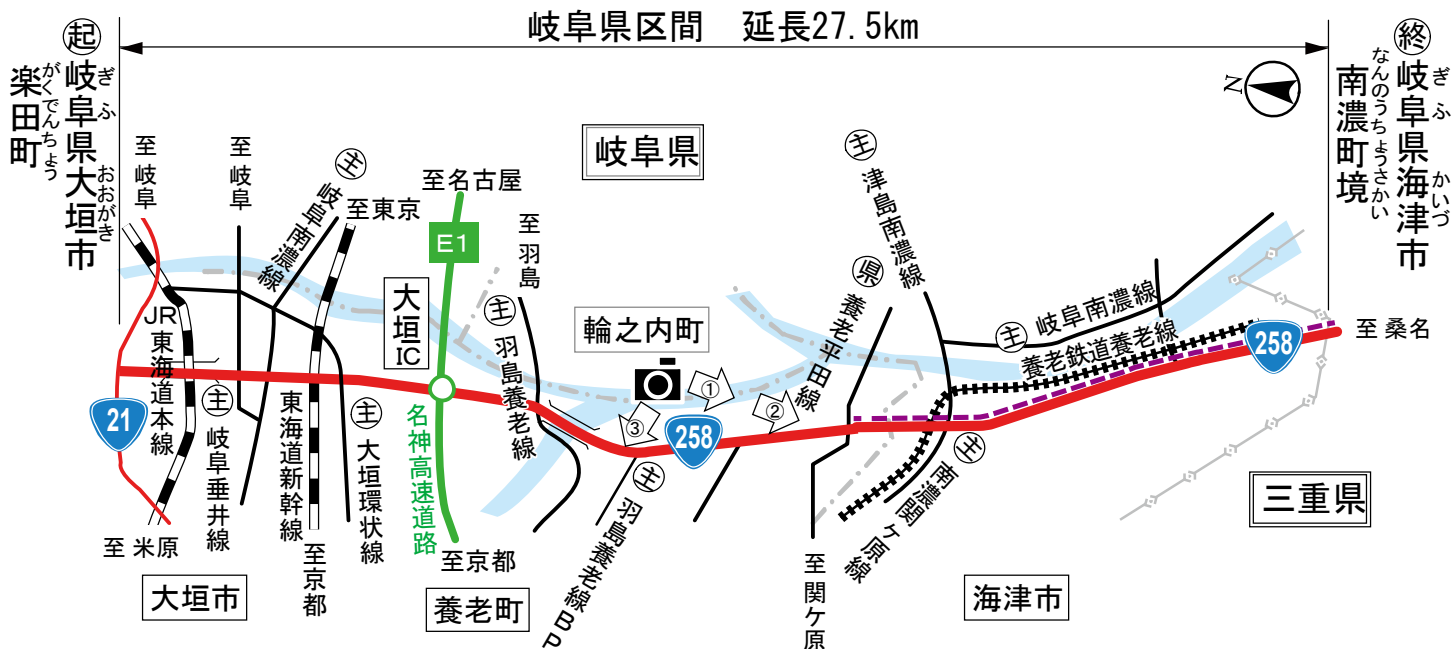 岐阜県区間 延長27.5km
起
岐阜県大垣市
ぎふ
おおがき
楽田町
がくでんちょう
終
岐阜県海津市
ぎふ
かいづ
南濃町境
なんのうちょうさかい
N
岐阜県
至岐阜
至岐阜
主 岐阜南濃線
至東京
至名古屋
E1
大垣IC
至羽島
主 羽島養老線
輪之内町
①
②
③
県 養老平田線
主 津島南濃線
主 岐阜南濃線
養老鉄道養老線
258
至 桑名
21
JR東海道本線
主 岐阜垂井線
東海道新幹線
主 大垣環状線
名神高速道路
258
主 羽島養老線BP
主 南濃関ヶ原線
至 米原
至京都
至京都
至関ケ原
大垣市
養老町
海津市
三重県